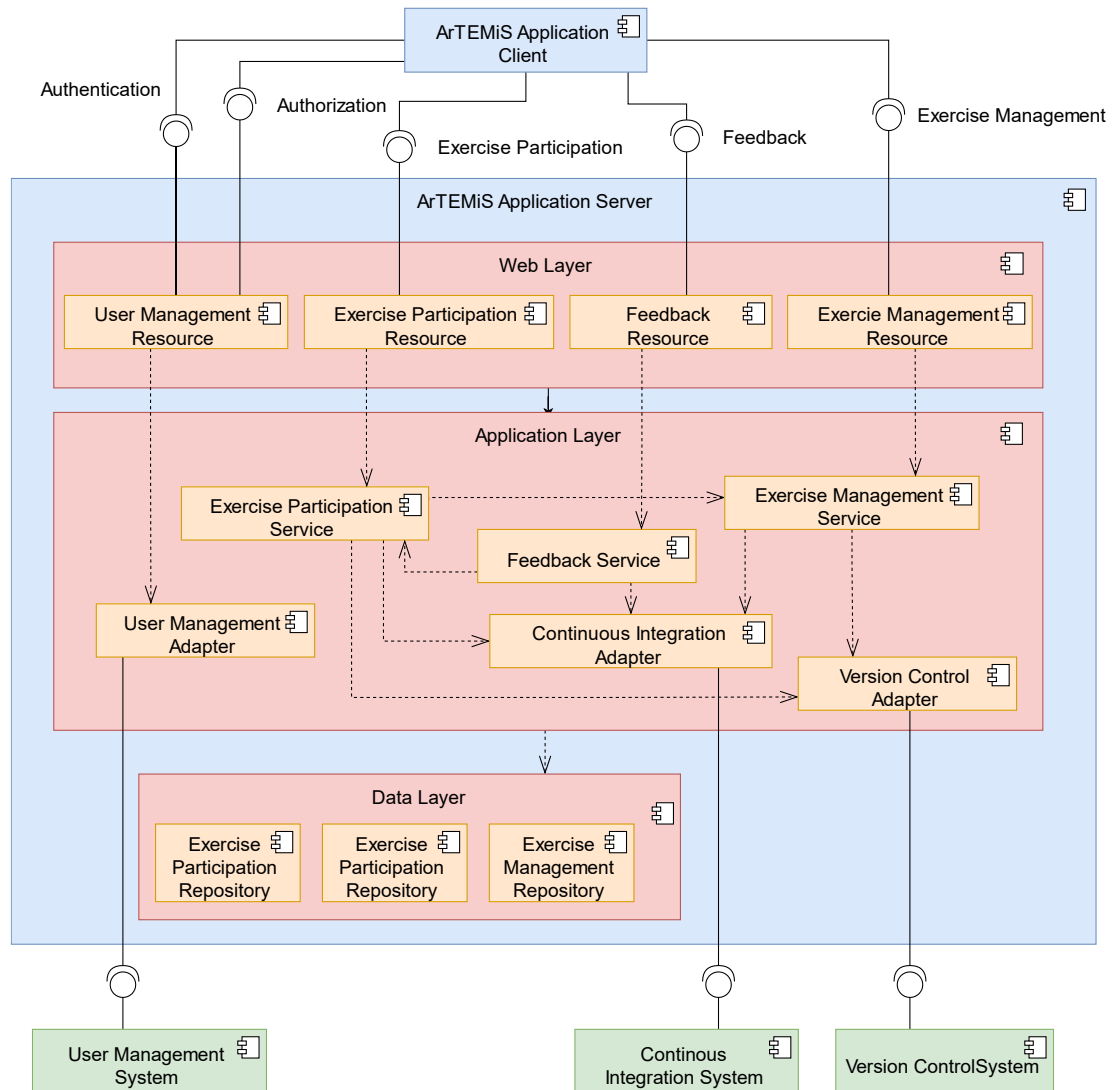 ArTEMiS Application
Client
Authentication
Authorization
Exercise Participation
Feedback
Exercise Management
ArTEMiS Application Server
Web Layer
User Management
Resource
Exercise Participation
Resource
Feedback
Resource
Exercie Management
Resource
Application Layer
Exercise Participation
Service
Exercise Management
Service
Feedback Service
User Management
Adapter
Continuous Integration
Adapter
Version Control
Adapter
Data Layer
Exercise
Participation
Repository
Exercise
Participation
Repository
Exercise
Management
Repository
User Management
System
Continous
Integration System
Version ControlSystem